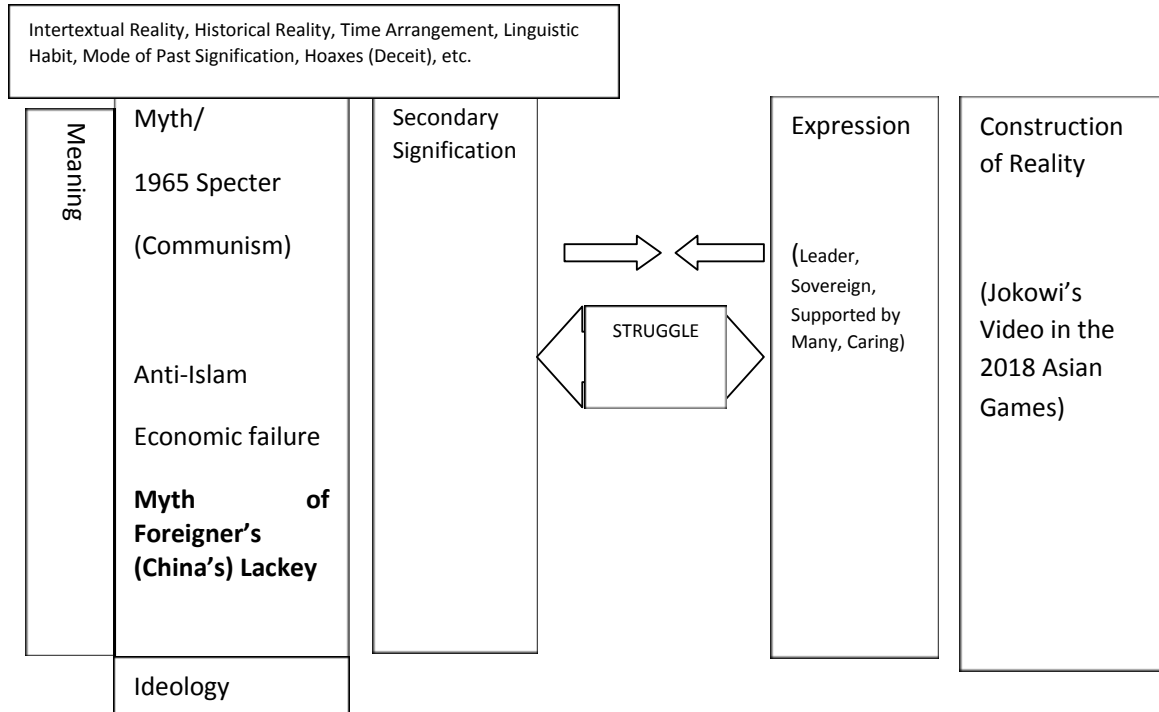 Intertextual Reality, Historical Reality, Time Arrangement, Linguistic
Habit, Mode of Past Signification, Hoaxes (Deceit), etc.
Meaning
Myth/
1965 Specter
(Communism)
Anti-Islam
Economic failure
Myth of
Foreigner’s
(China’s) Lackey
Ideology
Secondary
Signification
STRUGGLE
Expression
(Leader,
Sovereign,
Supported by
Many, Caring)
Construction
of Reality
(Jokowi’s
Video in the
2018 Asian
Games)